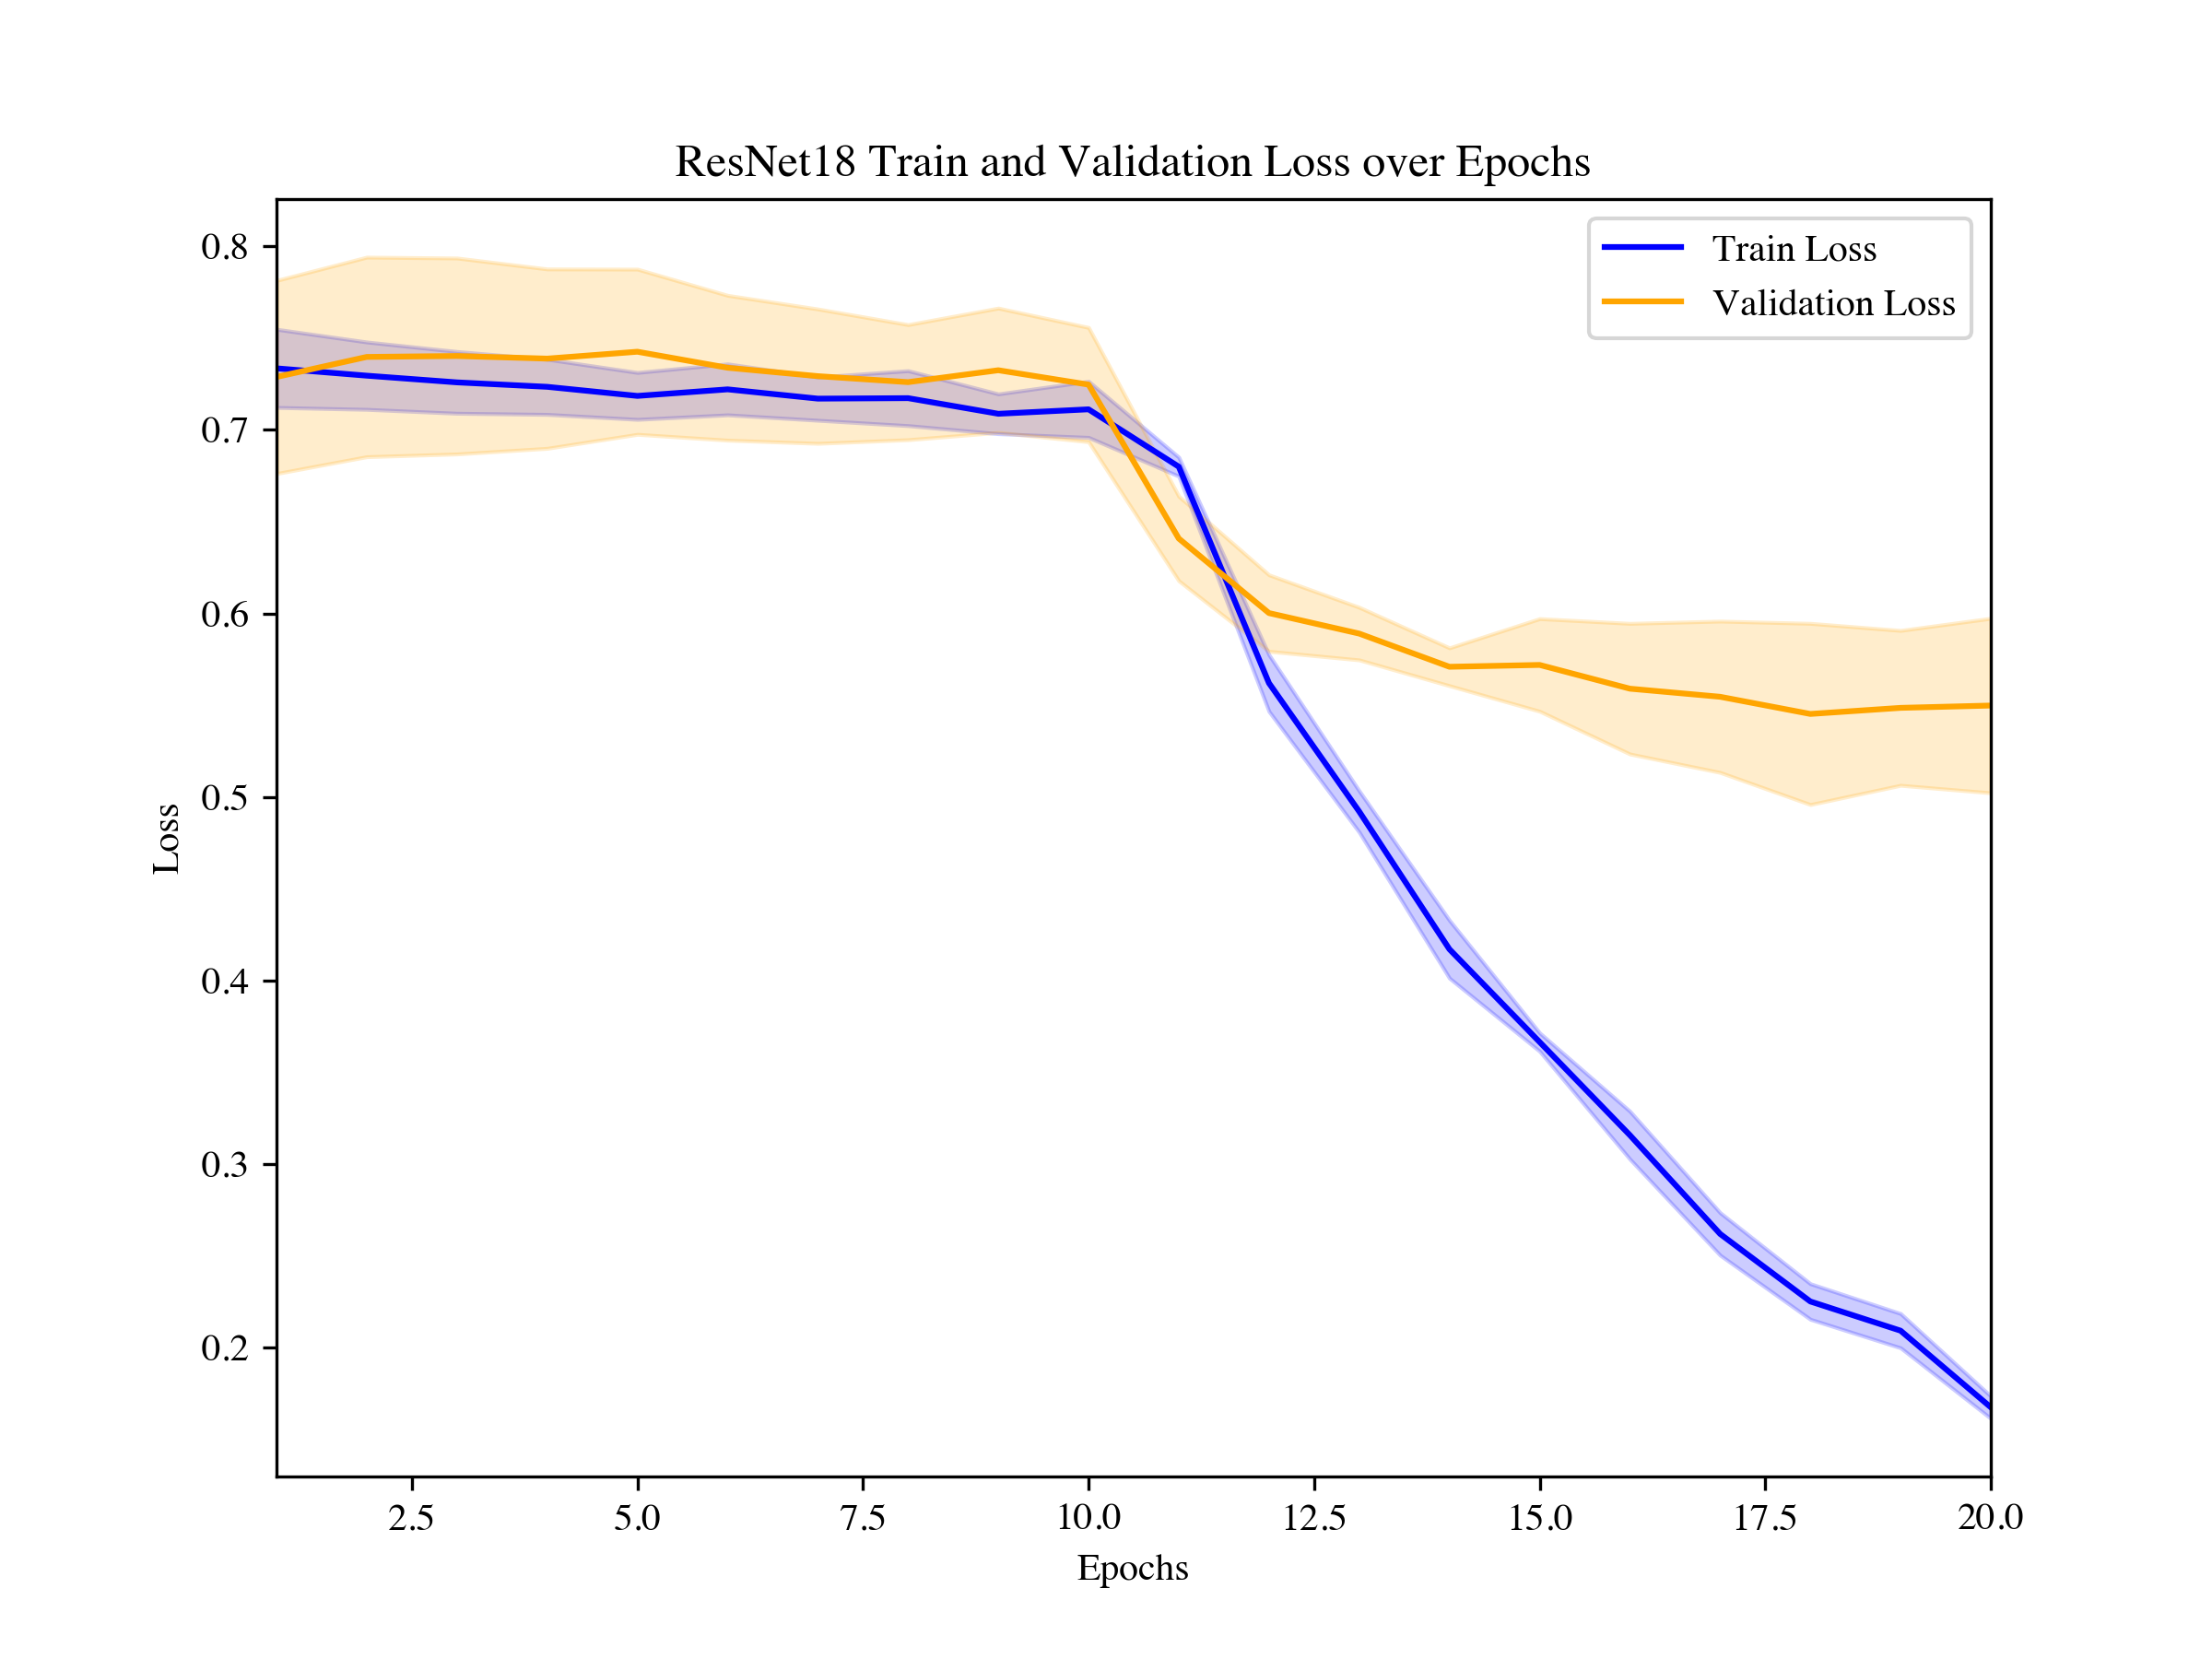 ResNet18 Train and Validation Loss over Epochs
Train Loss
Validation Loss
0.8
0.7
0.6
0.5
0.4
0.3
0.2
Loss
2.5 5.0 7.5 10.0 12.5 15.0 17.5 20.0
Epochs